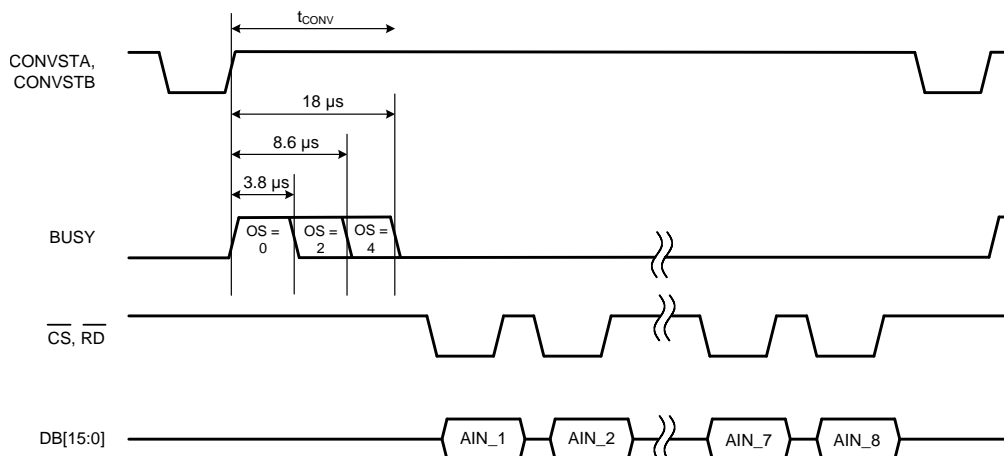 tCONV
CONVSTA,
CONVSTB
18 µs
8.6 µs
3.8 µs
BUSY
OS =
0
OS =
2
OS =
4
CS, RD
AIN_1
AIN_2
AIN_7
AIN_8
DB[15:0]